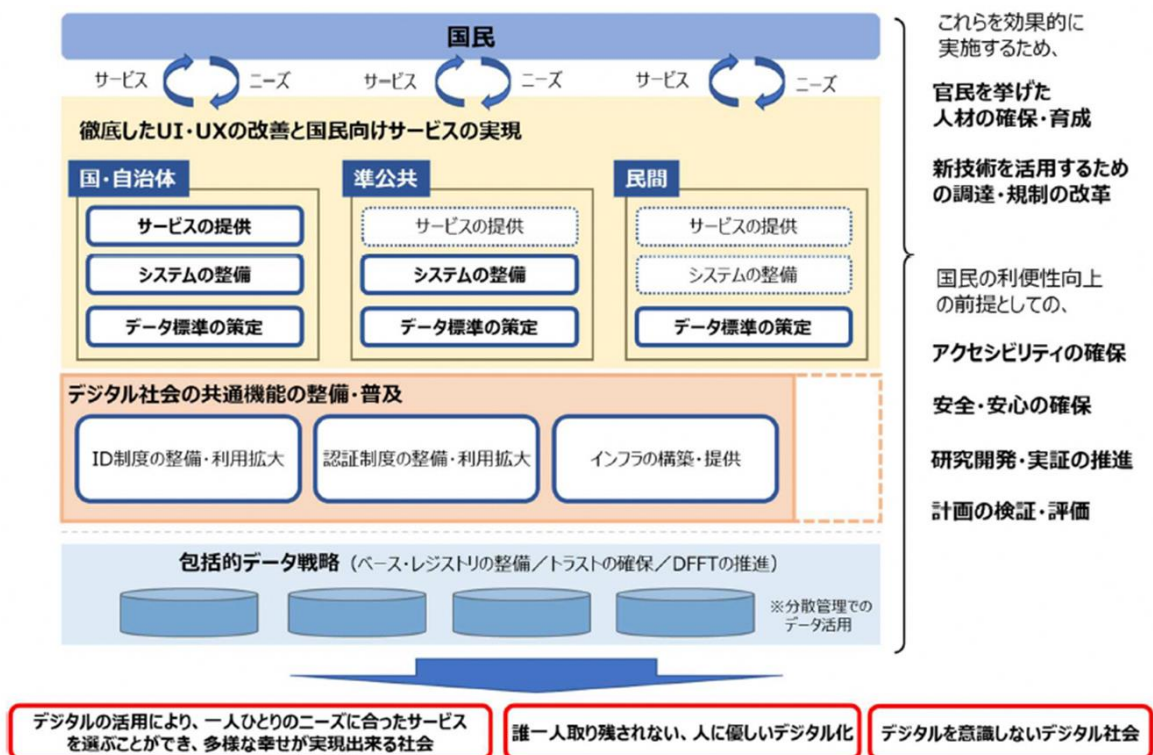 国民
サービス
ニーズ
サービス
ニーズ
サービス
ニーズ
徹底したUI・UXの改善と国民向けサービスの実現
国・自治体
サービスの提供
システムの整備
データ標準の策定
準公共
サービスの提供
システムの整備
データ標準の策定
民間
サービスの提供
システムの整備
データ標準の策定
デジタル社会の共通機能の整備・普及
ID制度の整備・利用拡大
認証制度の整備・利用拡大
インフラの構築・提供
包括的データ戦略（ベース・レジストリの整備／トラストの確保／DFFTの推進）
※分散管理での
データ活用
これらを効果的に
実施するため、
官民を挙げた
人材の確保・育成
新技術を活用するため
の調達・規制の改革
国民の利便性向上
の前提としての、
アクセシビリティの確保
安全・安心の確保
研究開発・実証の推進
計画の検証・評価
デジタルの活用により、一人ひとりのニーズに合ったサービス
を選ぶことができ、多様な幸せが実現出来る社会
誰一人取り残されない、人に優しいデジタル化
デジタルを意識しないデジタル社会